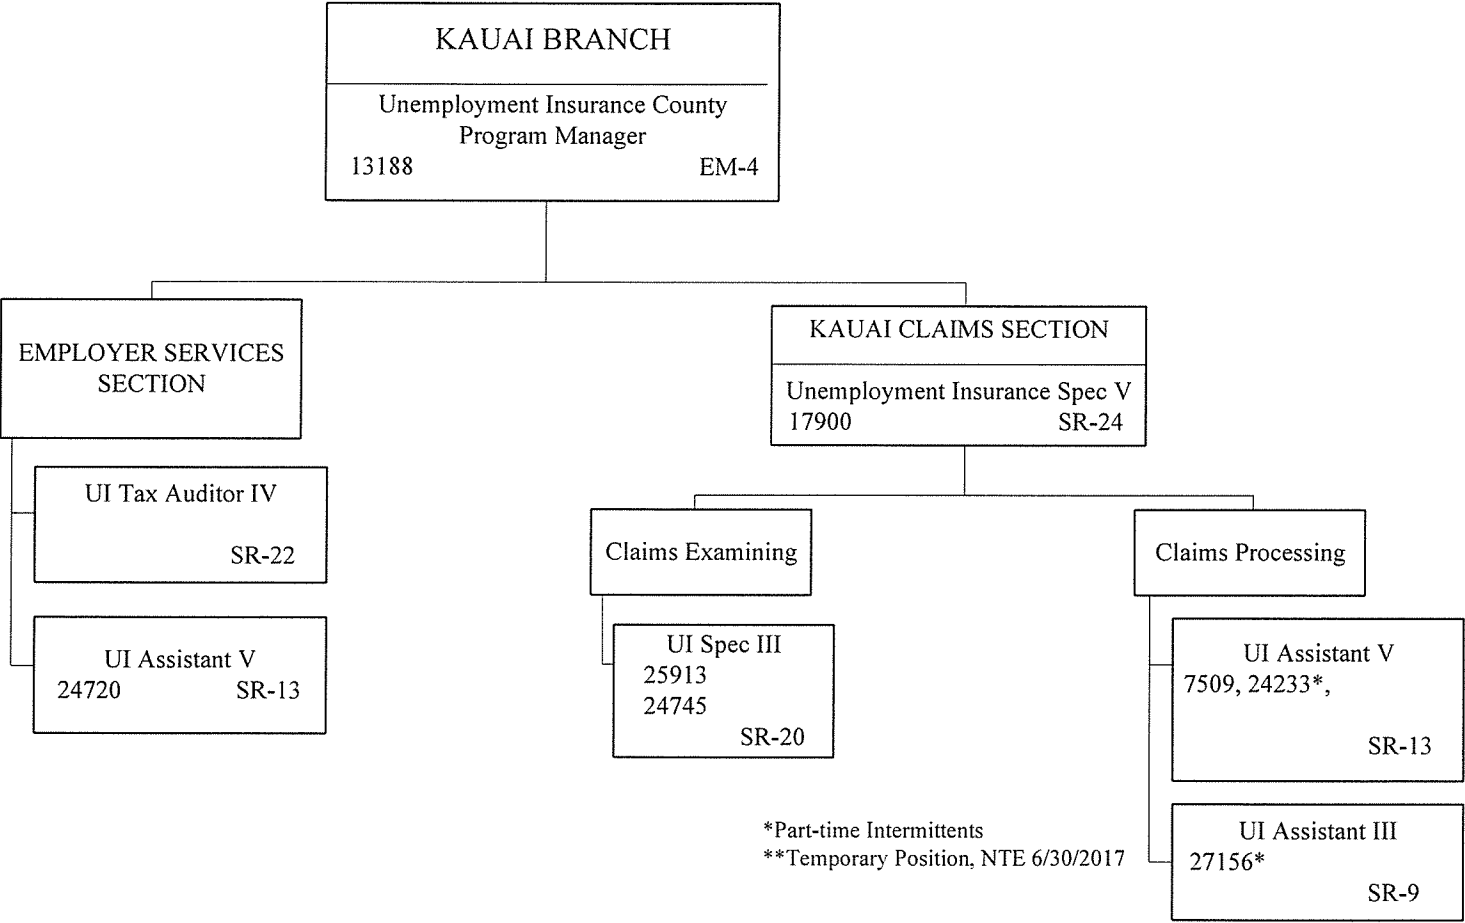 KAUAI BRANCH
Unemployment Insurance County
Program Manager
13188 EM-4
EMPLOYER SERVICES
SECTION
UI Tax Auditor IV
SR-22
UI Assistant V
24720 SR-13
KAUAI CLAIMS SECTION
Unemployment Insurance Spec V
17900 SR-24
Claims Examining
UI Spec III
25913
24745
SR-20
Claims Processing
UI Assistant V
7509, 24233*,
SR-13
UI Assistant III
27156*
SR-9
*Part-time Intermittents
**Temporary Position, NTE 6/30/2017